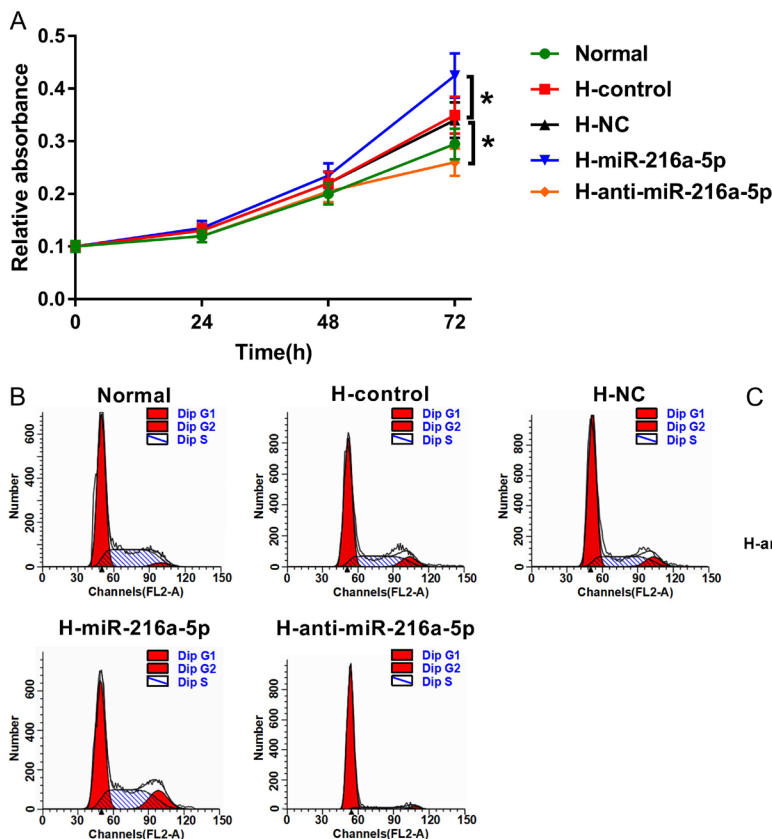 A
0.5
0.4
0.3
0.2
0.1
0.0
Relative absorbance
0 24 48 72
Time(h)
*
*
Normal
H-control
H-NC
H-miR-216a-5p
H-anti-miR-216a-5p
B
C
Normal
Dip G1
Dip G2
Dip S
Number
0 200 400 600
0 30 60 90 120 150
Channels(FL2-A)
H-control
Dip G1
Dip G2
Dip S
Number
0 200 400 600 800
0 30 60 90 120 150
Channels(FL2-A)
H-NC
Dip G1
Dip G2
Dip S
Number
0 200 400 600 800
0 30 60 90 120 150
Channels(FL2-A)
H-ar
H-miR-216a-5p
Dip G1
Dip G2
Dip S
Number
0 200 400 600
0 30 60 90 120 150
Channels(FL2-A)
H-anti-miR-216a-5p
Dip G1
Dip G2
Dip S
Number
0 200 400 600 800
0 30 60 90 120 150
Channels(FL2-A)